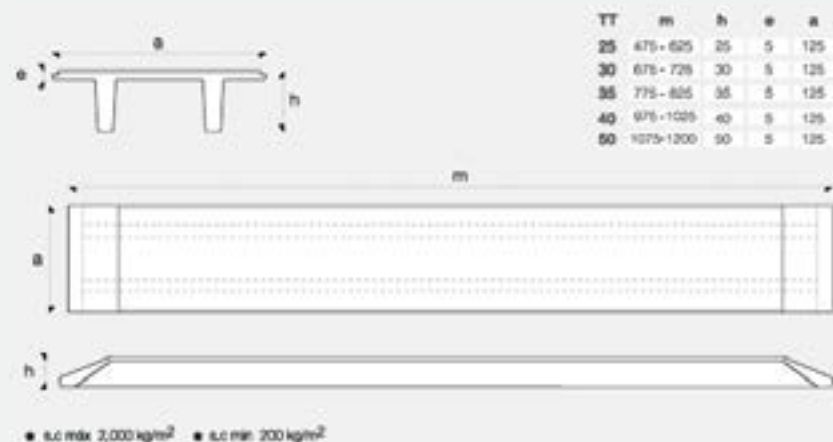 TT m h e a
25 475 - 625 25 5 125
30 675 - 725 30 5 125
35 775 - 825 35 5 125
40 975 - 1025 40 5 125
50 1075-1200 50 5 125
a
e
h
m
a
h
● s.c máx 2,000 kg/m² ● s.c min 200 kg/m²